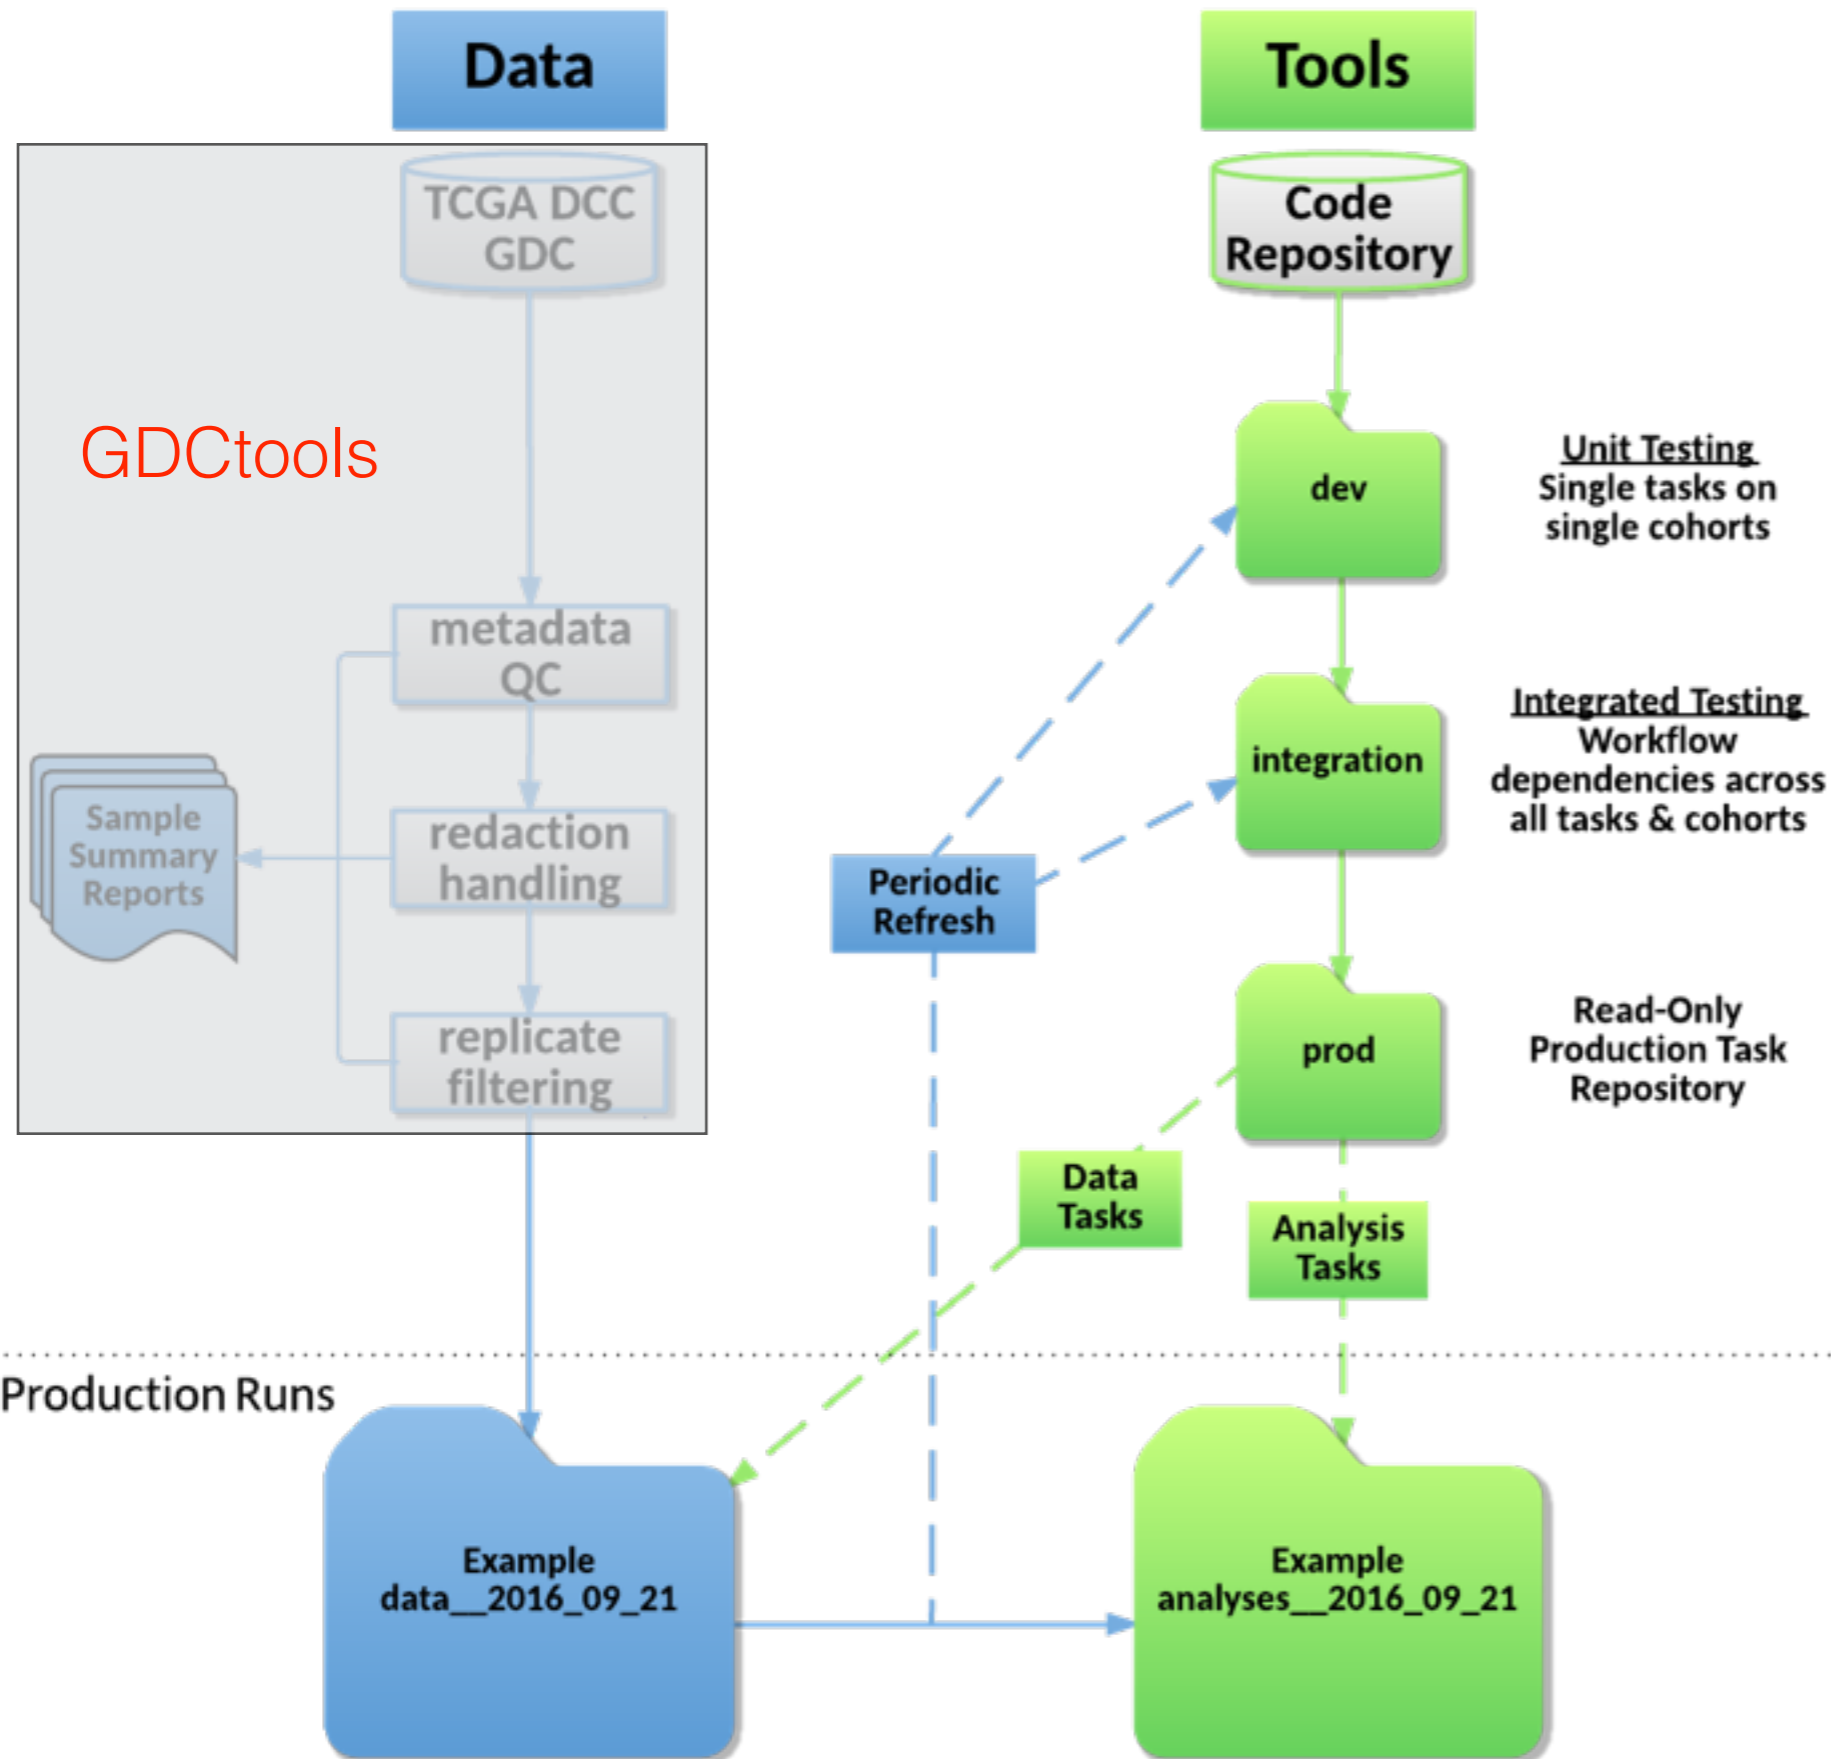 Data
Tools
TCGA DCC
GDC
Code
Repository
GDCtools
dev
Unit Testing
Single tasks on
single cohorts
metadata
QC
integration
Integrated Testing
Workflow
dependencies across
all tasks & cohorts
Sample
Summary
Reports
redaction
handling
Periodic
Refresh
replicate
filtering
prod
Read-Only
Production Task
Repository
Data
Tasks
Analysis
Tasks
Production Runs
Example
data__2016_09_21
Example
analyses__2016_09_21